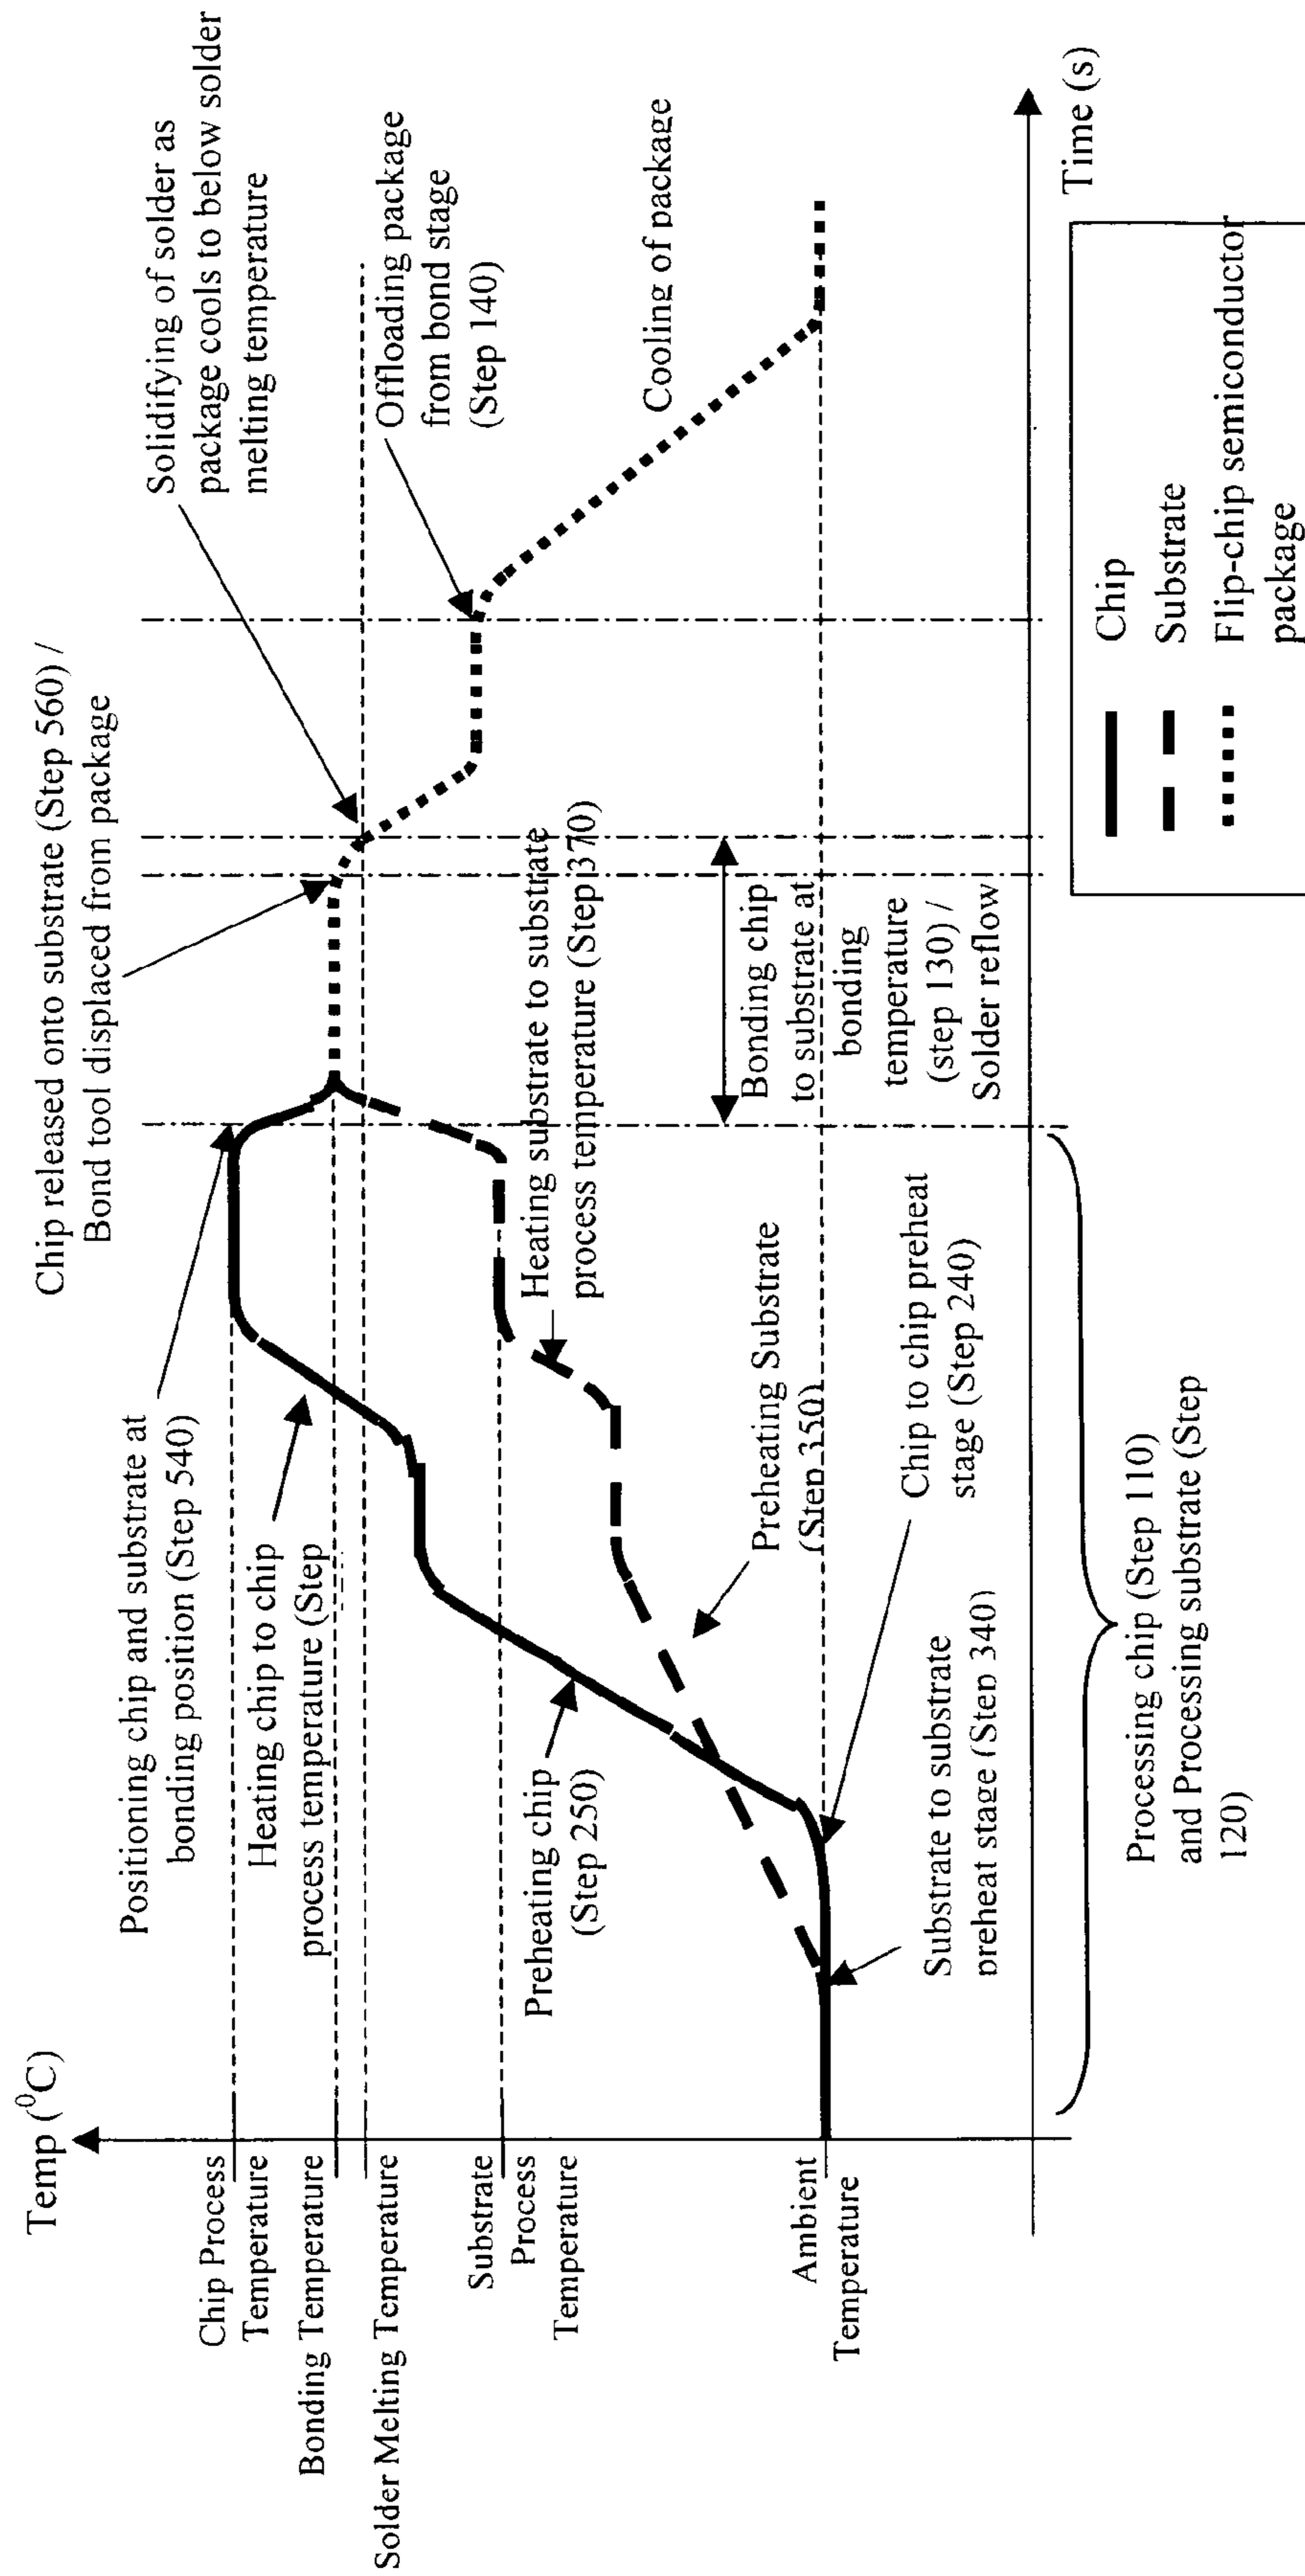 Temp (⁰C)
Chip Process
Temperature
Bonding Temperature
Solder Melting Temperature
Substrate
Process
Temperature
Ambient
Temperature
Positioning chip and substrate at
bonding position (Step 540)
Heating chip to chip
process temperature (Step
Preheating chip
(Step 250)
Chip released onto substrate (Step 560) /
Bond tool displaced from package
Solidifying of solder as
package cools to below solder
melting temperature
Offloading package
from bond stage
(Step 140)
Cooling of package
Heating substrate to substrate
process temperature (Step 370)
Preheating Substrate
(Step 350)
Chip to chip preheat
stage (Step 240)
Substrate to substrate
preheat stage (Step 340)
Bonding chip
to substrate at
bonding
temperature
(step 130) /
Solder reflow
Time (s)
Processing chip (Step 110)
and Processing substrate (Step
120)
Chip
Substrate
Flip-chip semiconductor
package